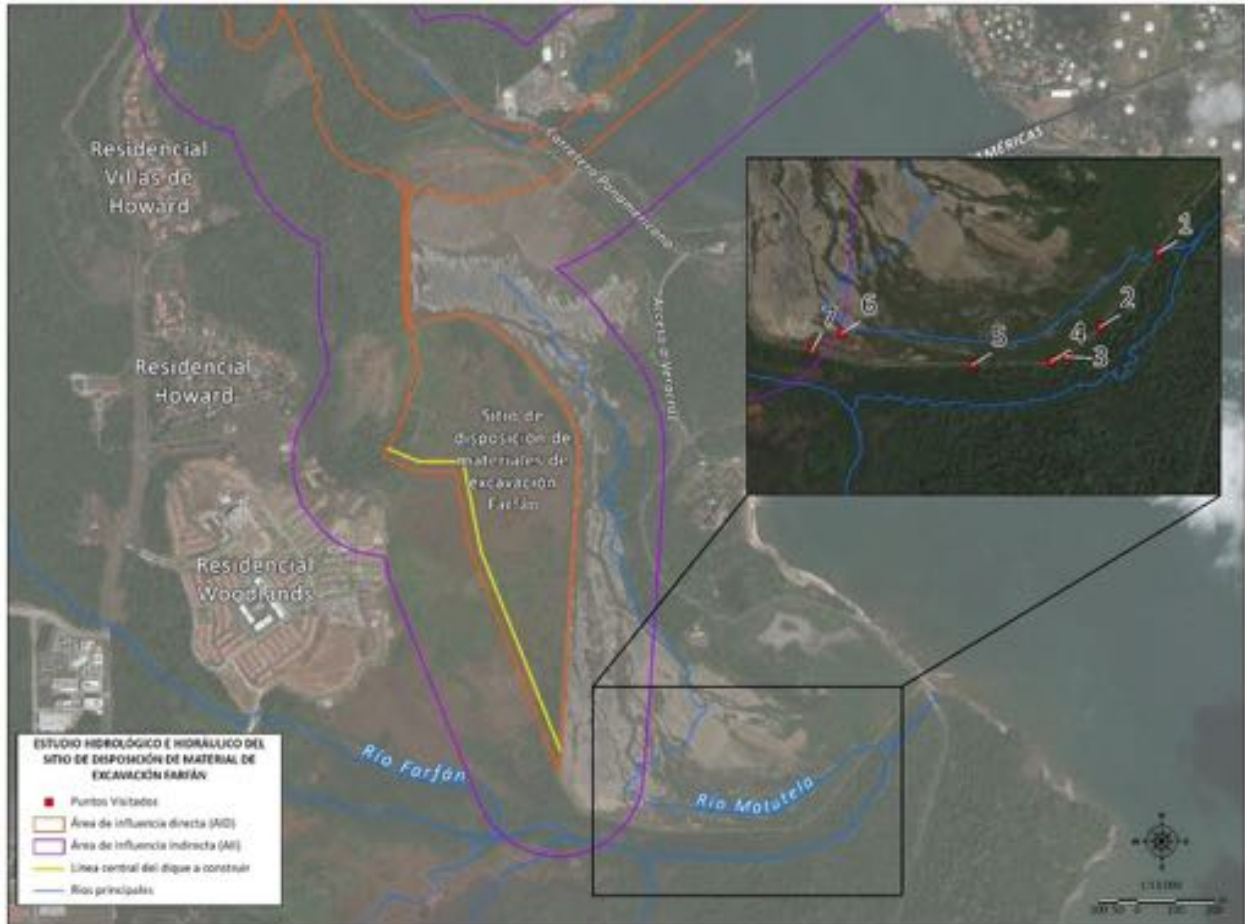 Residencial
Villas de
Howard
Carretera Panamericana
AMÉRICAS
Acceso a Veracruz
Residencial
Howard
Sitio de
disposición de
materiales de
excavación
Farfán
Residencial
Woodlands
1
2
3
4
5
6
7
Río Farfán
Río Malutela
ESTUDIO HIDROLÓGICO E HIDRÁULICO DEL
SITIO DE DISPOSICIÓN DE MATERIAL DE
EXCAVACIÓN FARFÁN
Puntos Visitados
Área de influencia directa (AID)
Área de influencia indirecta (AII)
Línea central del dique a construir
Ríos principales